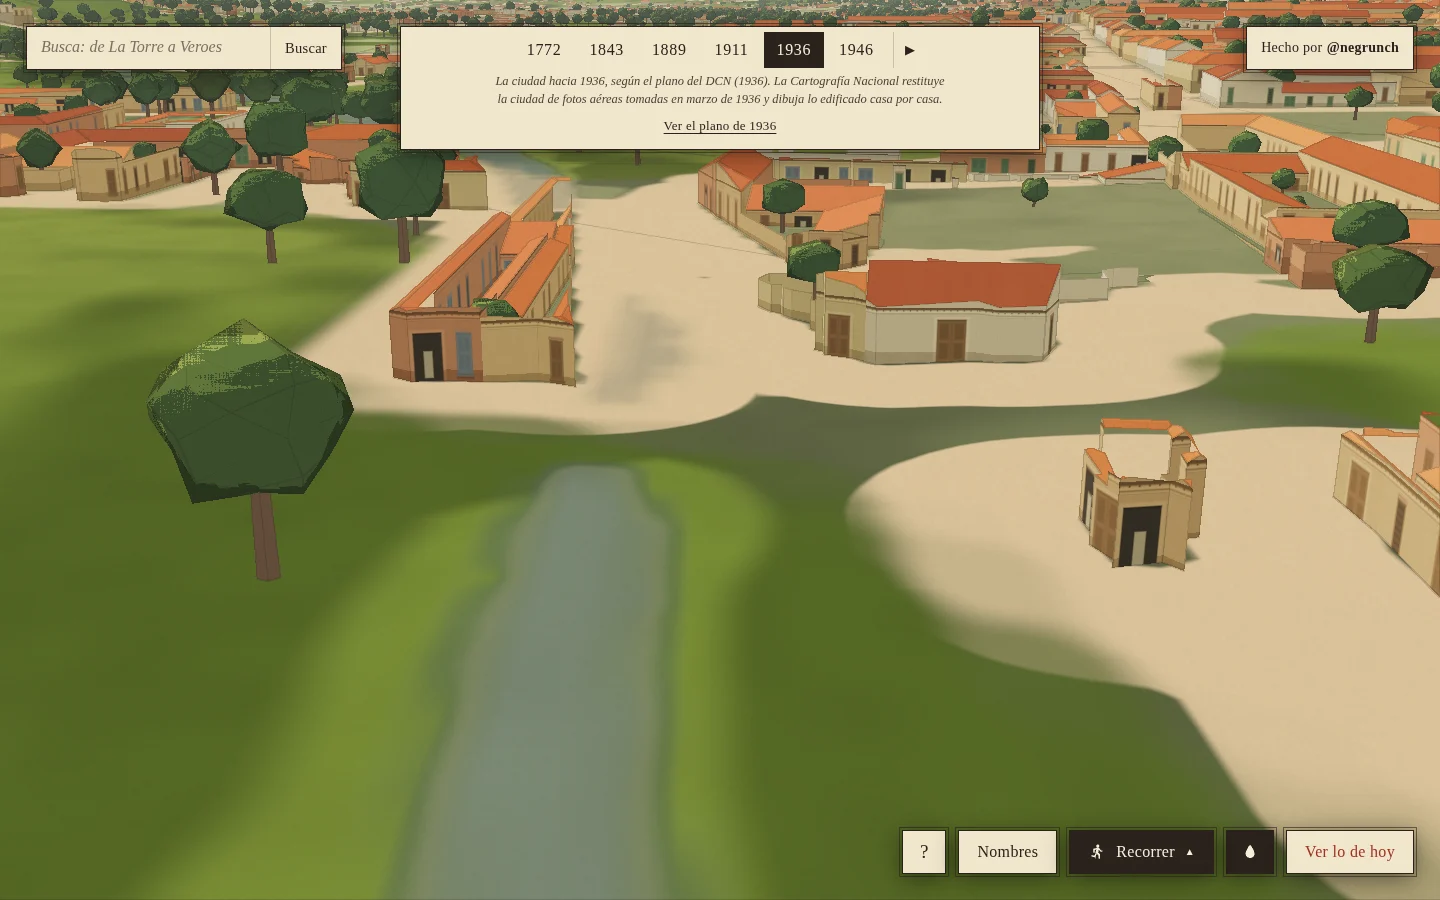 Busca: de La Torre a Veroes
Buscar
1772 1843 1889 1911 1936 1946 ▶
La ciudad hacia 1936, según el plano del DCN (1936). La Cartografía Nacional restituye
la ciudad de fotos aéreas tomadas en marzo de 1936 y dibuja lo edificado casa por casa.
Ver el plano de 1936
Hecho por @negrunch
?
Nombres
Recorrer ▲
Ver lo de hoy